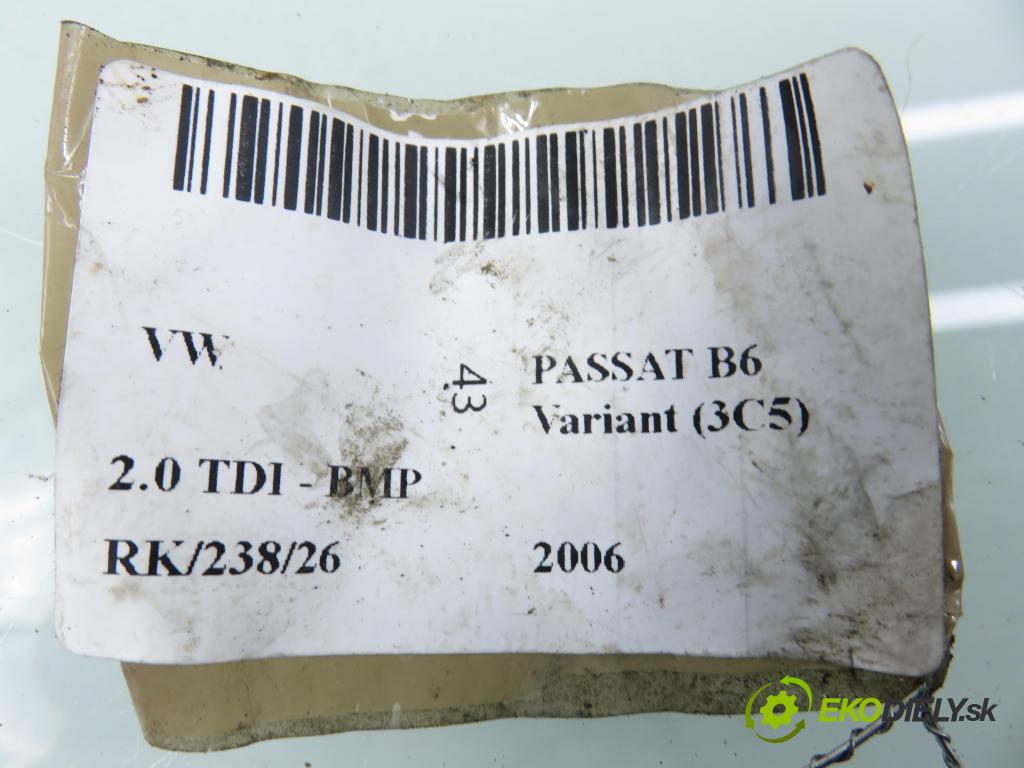 VW
43
PASSAT B6
Variant (3C5)
2.0 TDI - BMP
RK/238/26
2006
EKODIELY.sk